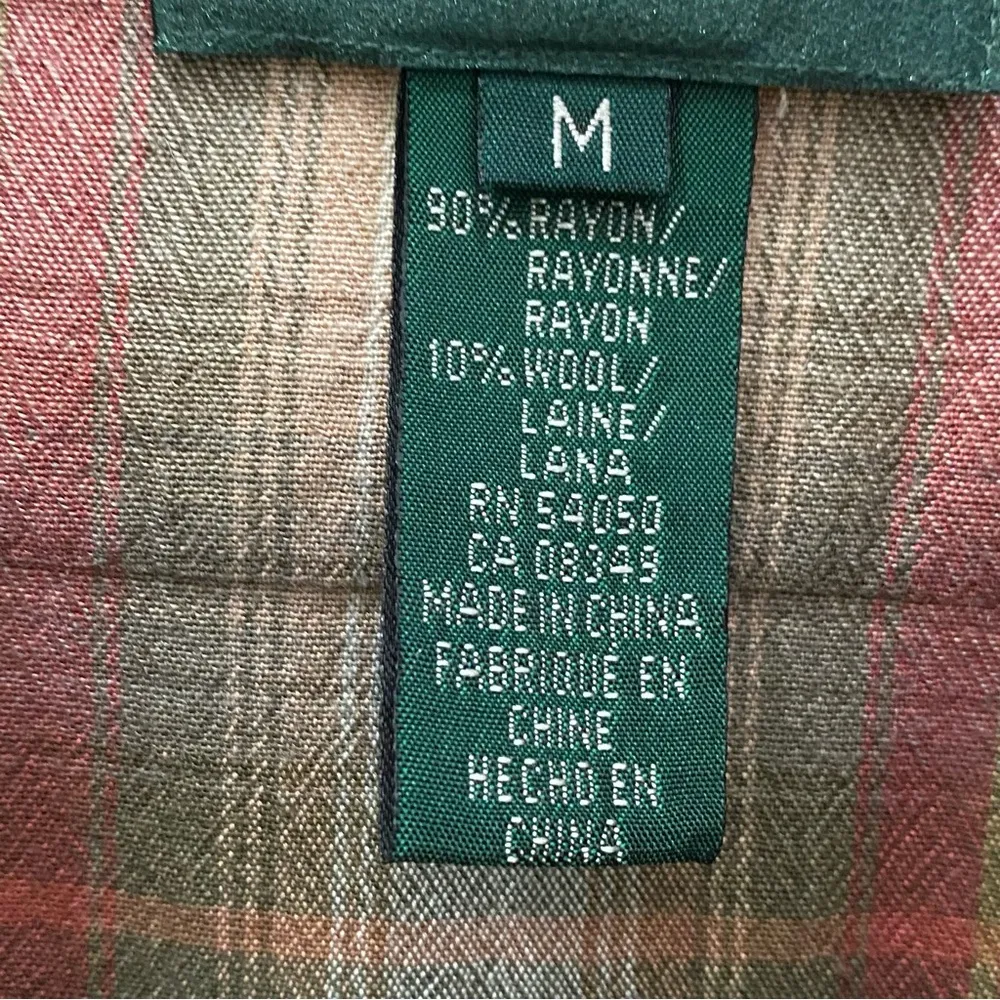 M
90% RAYON/
RAYONNE/
RAYON
10% WOOL/
LAINE/
LANA
RN 54050
CA 08349
MADE IN CHINA
FABRIQUE EN
CHINE
HECHO EN
CHINA